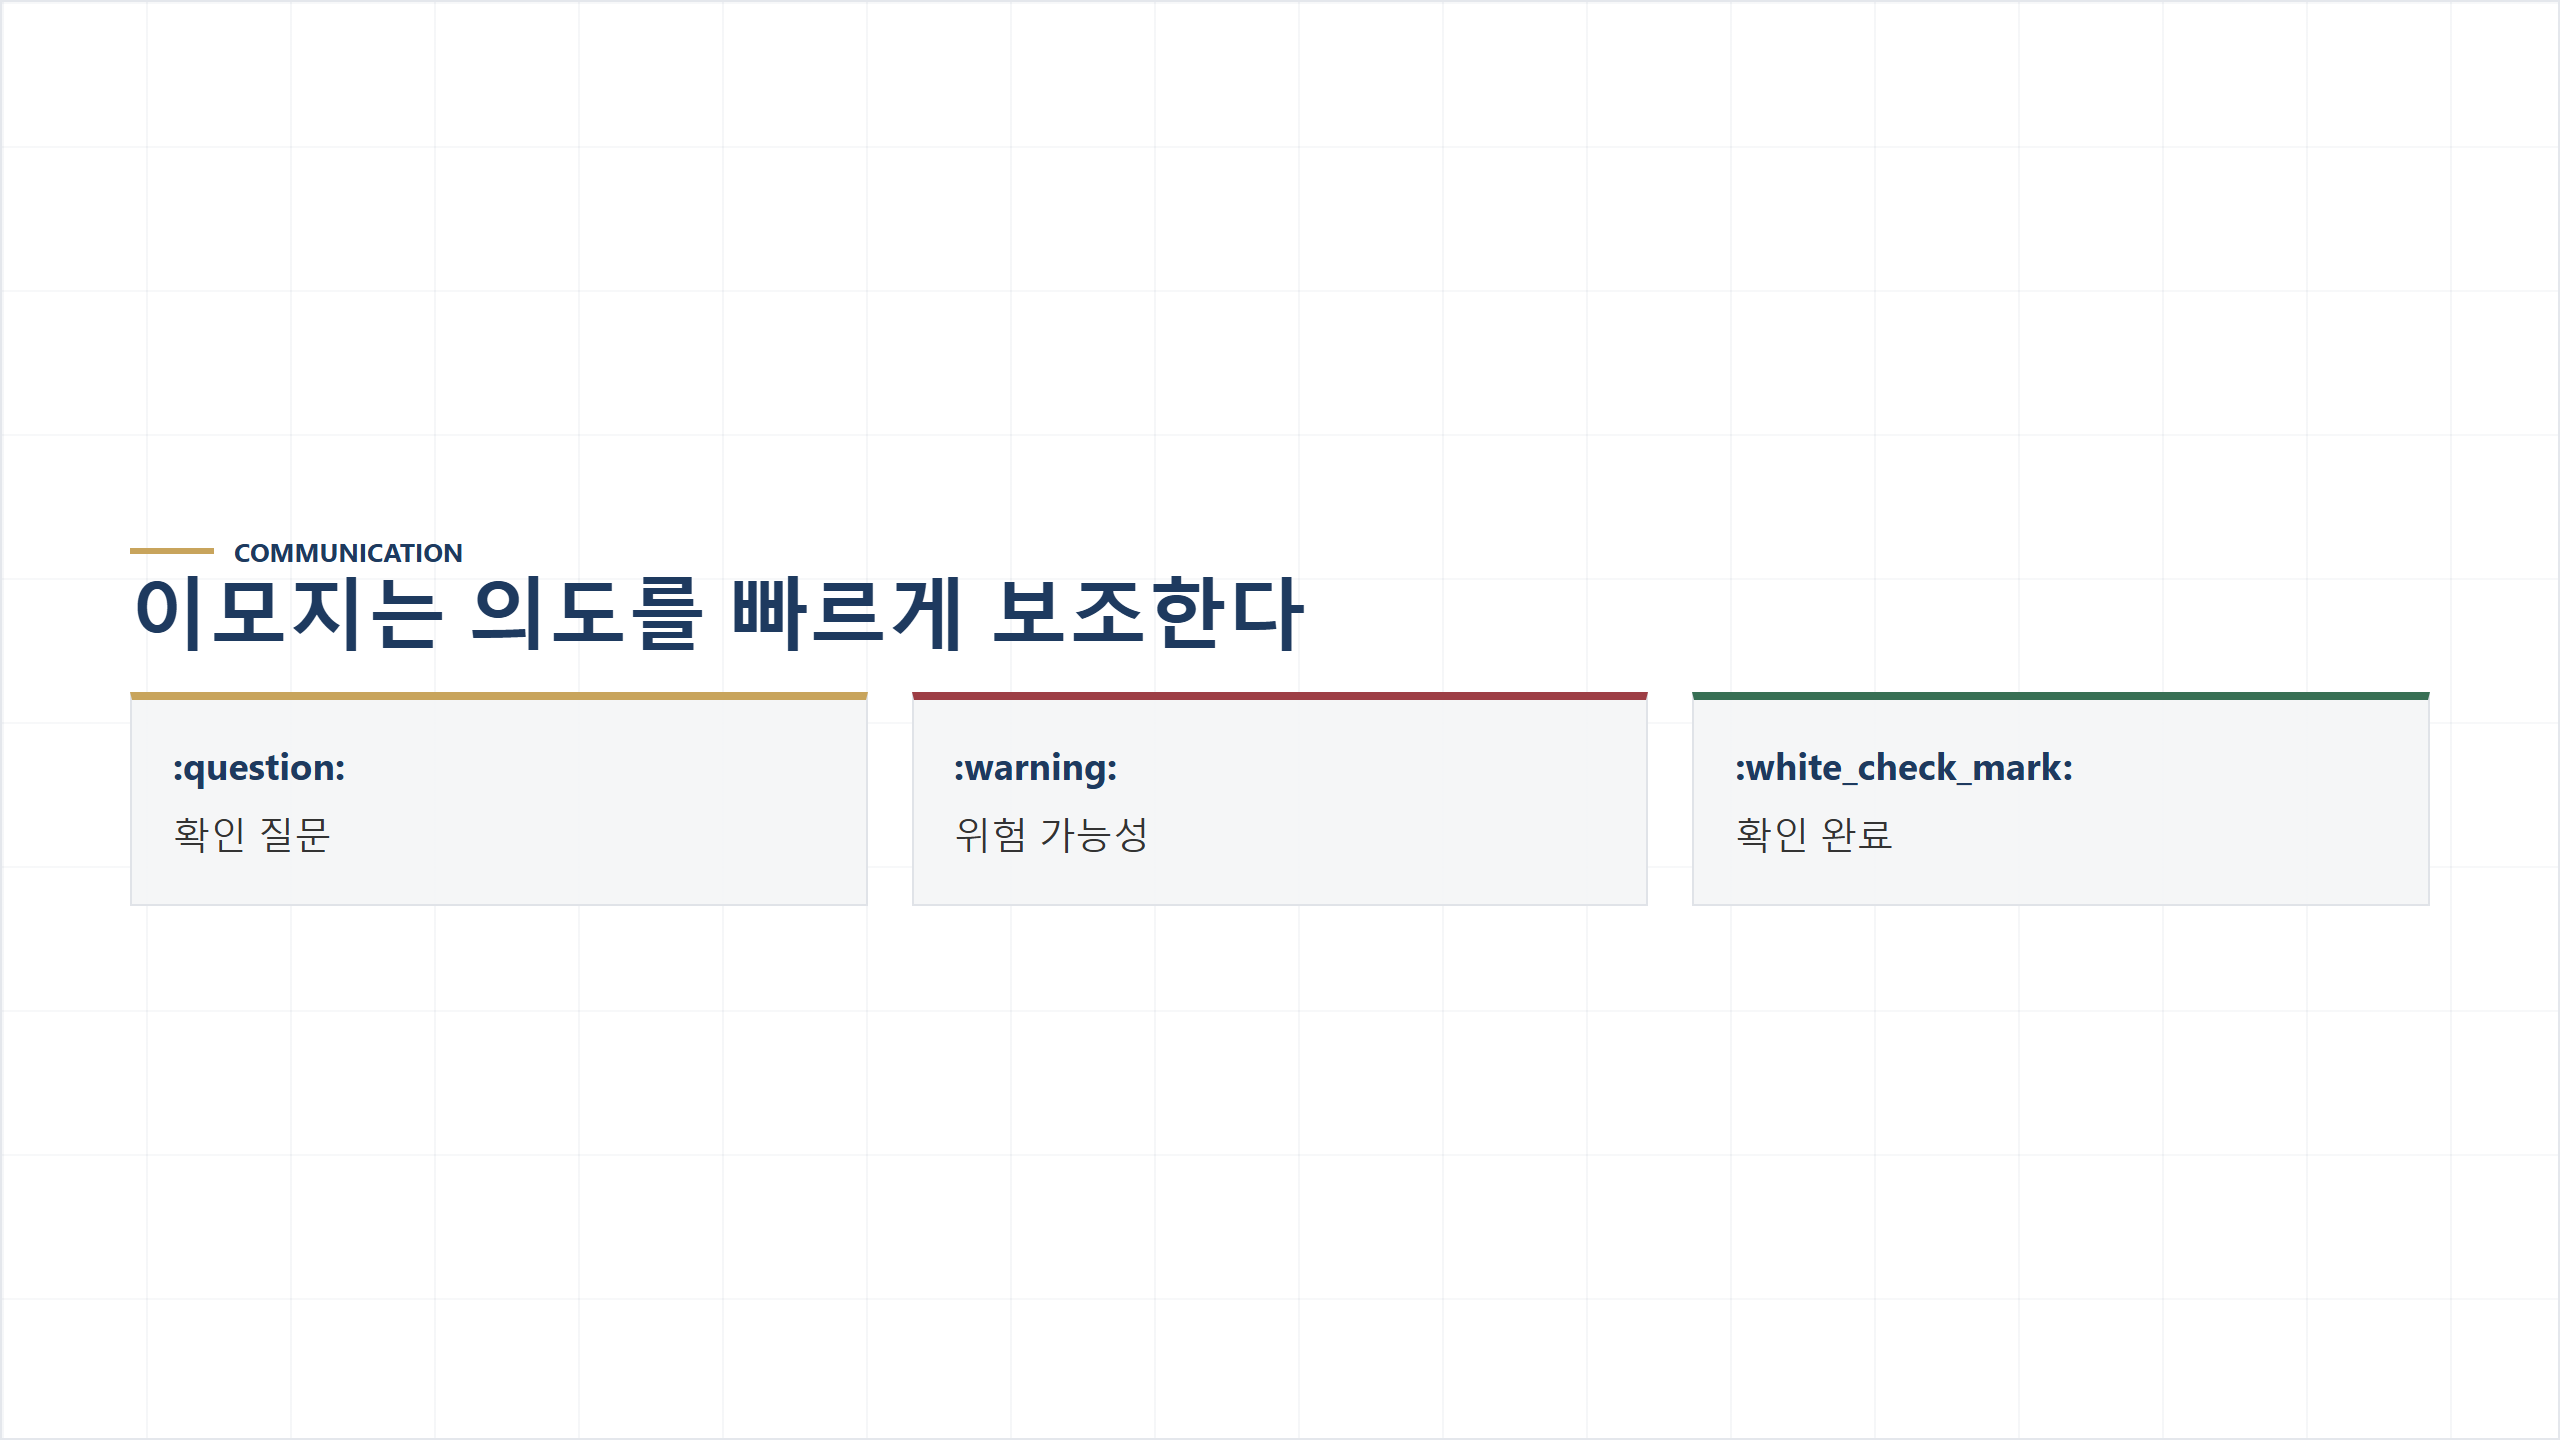 COMMUNICATION
이모지는 의도를 빠르게 보조한다
:question:
확인 질문
:warning:
위험 가능성
:white_check_mark:
확인 완료